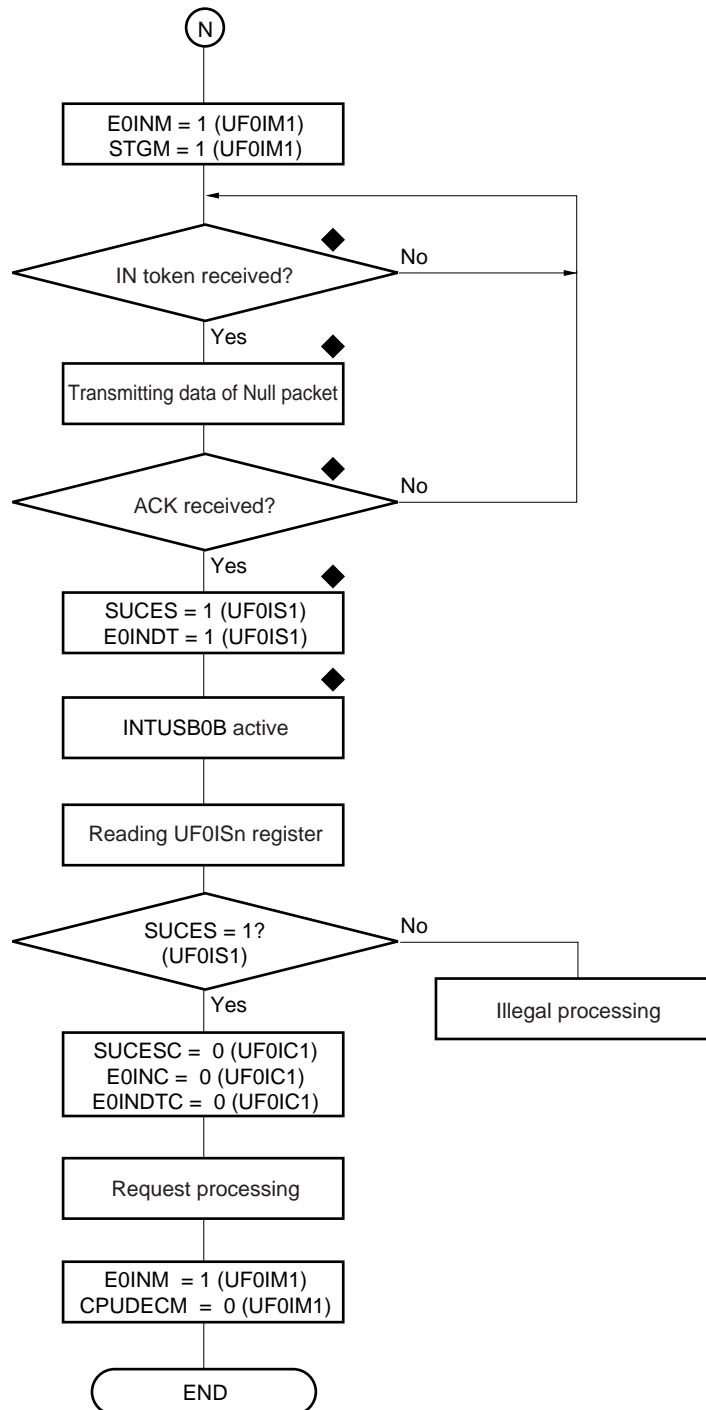 N
E0INM = 1 (UF0IM1)
STGM = 1 (UF0IM1)
IN token received?
No
Yes
Transmitting data of Null packet
ACK received?
No
Yes
SUCES = 1 (UF0IS1)
E0INDT = 1 (UF0IS1)
INTUSB0B active
Reading UF0ISn register
SUCES = 1?
(UF0IS1)
No
Yes
Illegal processing
SUCESC = 0 (UF0IC1)
E0INC = 0 (UF0IC1)
E0INDTC = 0 (UF0IC1)
Request processing
E0INM = 1 (UF0IM1)
CPUDECM = 0 (UF0IM1)
END